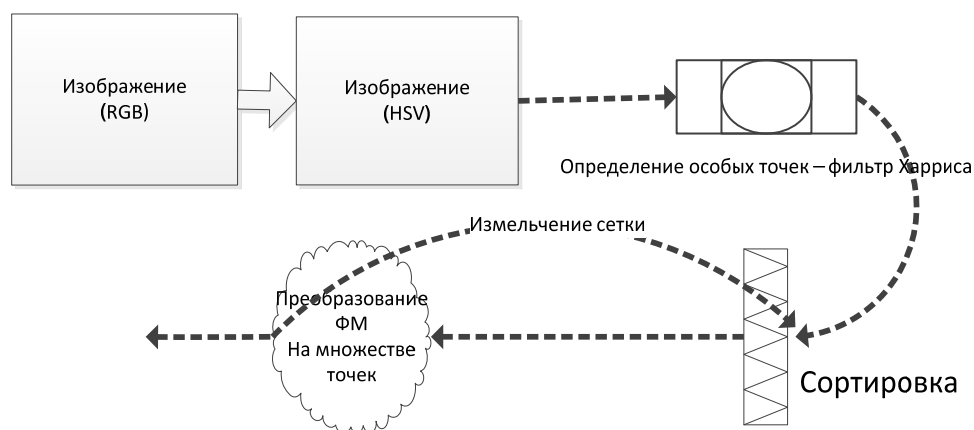 Изображение
(RGB)
Изображение
(HSV)
Определение особых точек – фильтр Харриса
Измельчение сетки
Преобразование
ФМ
На множестве
точек
Сортировка